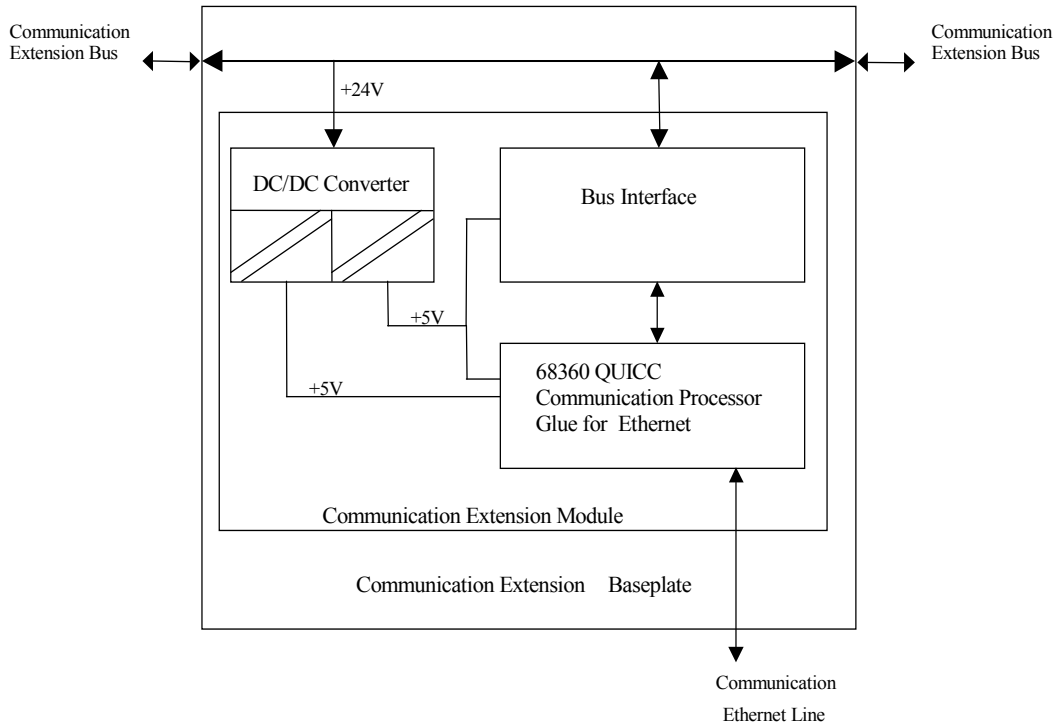 Communication
Extension Bus
Communication
Extension Bus
+24V
DC/DC Converter
Bus Interface
+5V
+5V
68360 QUICC
Communication Processor
Glue for Ethernet
Communication Extension Module
Communication Extension Baseplate
Communication
Ethernet Line